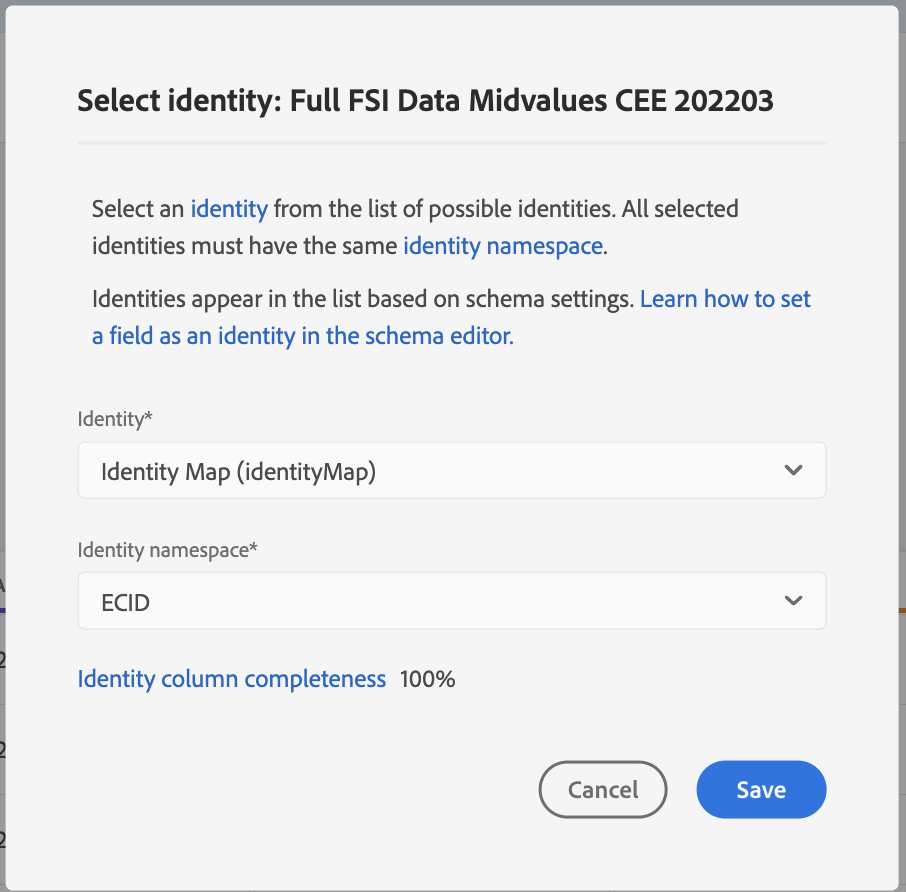 Select identity: Full FSI Data Midvalues CEE 202203
Select an identity from the list of possible identities. All selected
identities must have the same identity namespace.
Identities appear in the list based on schema settings. Learn how to set
a field as an identity in the schema editor.
Identity*
Identity Map (identityMap)
Identity namespace*
ECID
Identity column completeness 100%
Cancel
Save